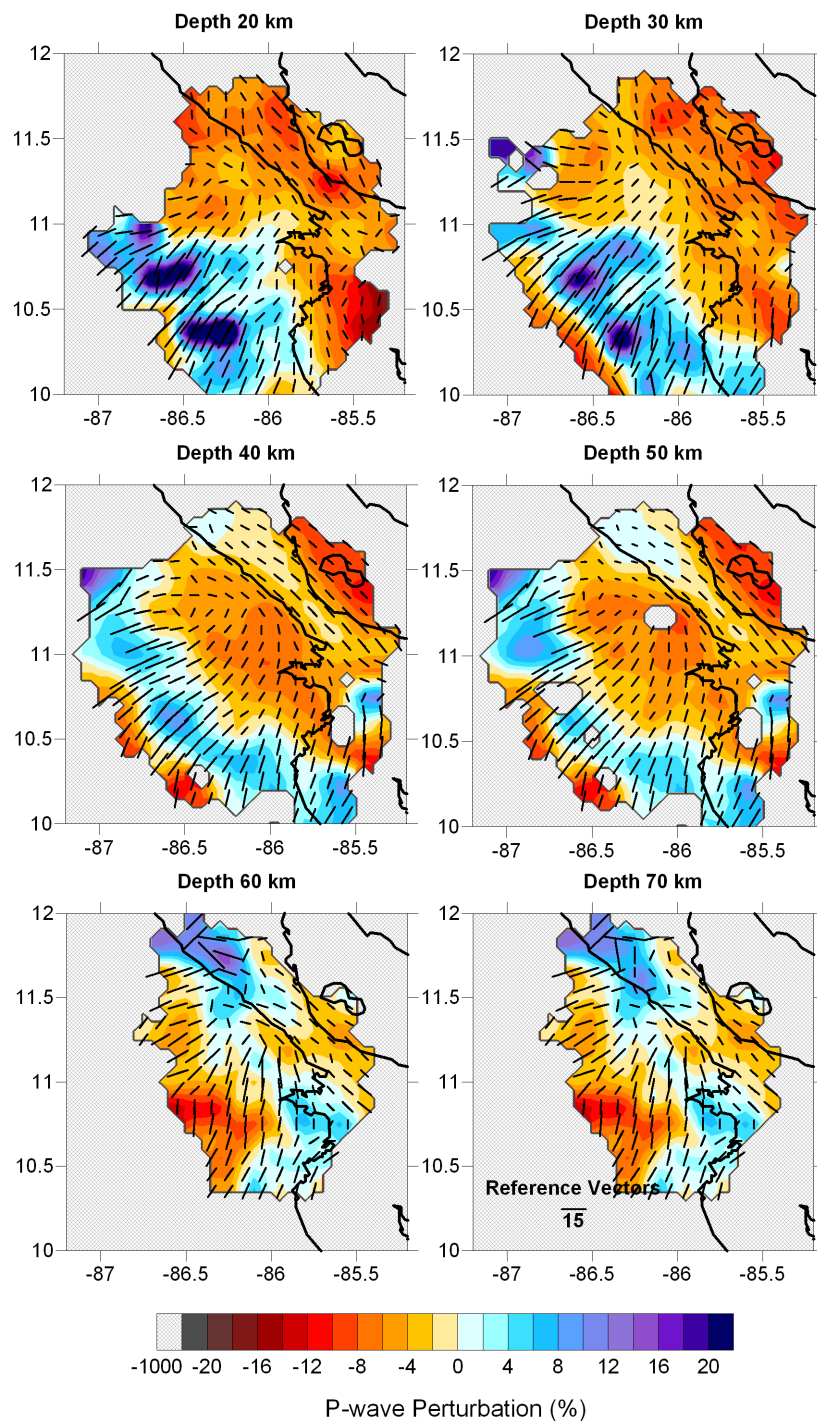 Depth 20 km
Depth 30 km
12
11.5
11
10.5
10
-87 -86.5 -86 -85.5
12
11.5
11
10.5
10
-87 -86.5 -86 -85.5
Depth 40 km
Depth 50 km
12
11.5
11
10.5
10
-87 -86.5 -86 -85.5
12
11.5
11
10.5
10
-87 -86.5 -86 -85.5
Depth 60 km
Depth 70 km
12
11.5
11
10.5
10
-87 -86.5 -86 -85.5
12
11.5
11
10.5
10
Reference Vectors
15
-87 -86.5 -86 -85.5
-1000 -20 -16 -12 -8 -4 0 4 8 12 16 20
P-wave Perturbation (%)